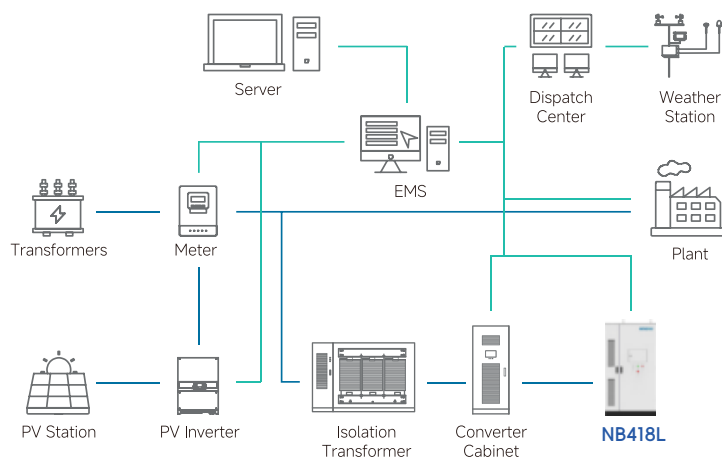 Server
Dispatch
Center
Weather
Station
EMS
Transformers
Meter
Plant
PV Station
PV Inverter
Isolation
Transformer
Converter
Cabinet
NB418L